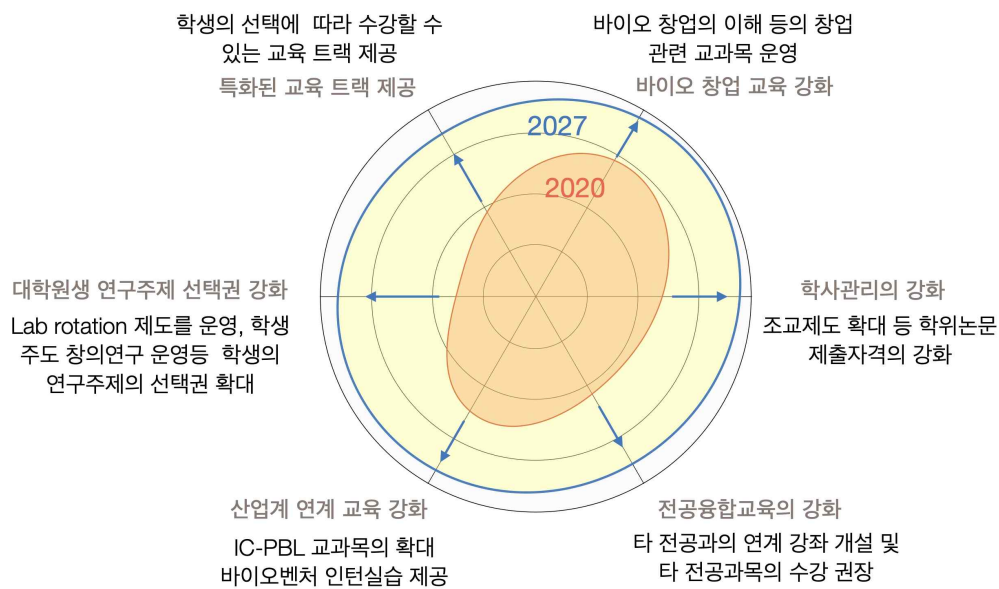 학생의 선택에 따라 수강할 수
있는 교육 트랙 제공
특화된 교육 트랙 제공
바이오 창업의 이해 등의 창업
관련 교과목 운영
바이오 창업 교육 강화
2027
2020
대학원생 연구주제 선택권 강화
Lab rotation 제도를 운영, 학생
주도 창의연구 운영등 학생의
연구주제의 선택권 확대
학사관리의 강화
조교제도 확대 등 학위논문
제출자격의 강화
산업계 연계 교육 강화
IC-PBL 교과목의 확대
바이오벤처 인턴실습 제공
전공융합교육의 강화
타 전공과의 연계 강좌 개설 및
타 전공과목의 수강 권장